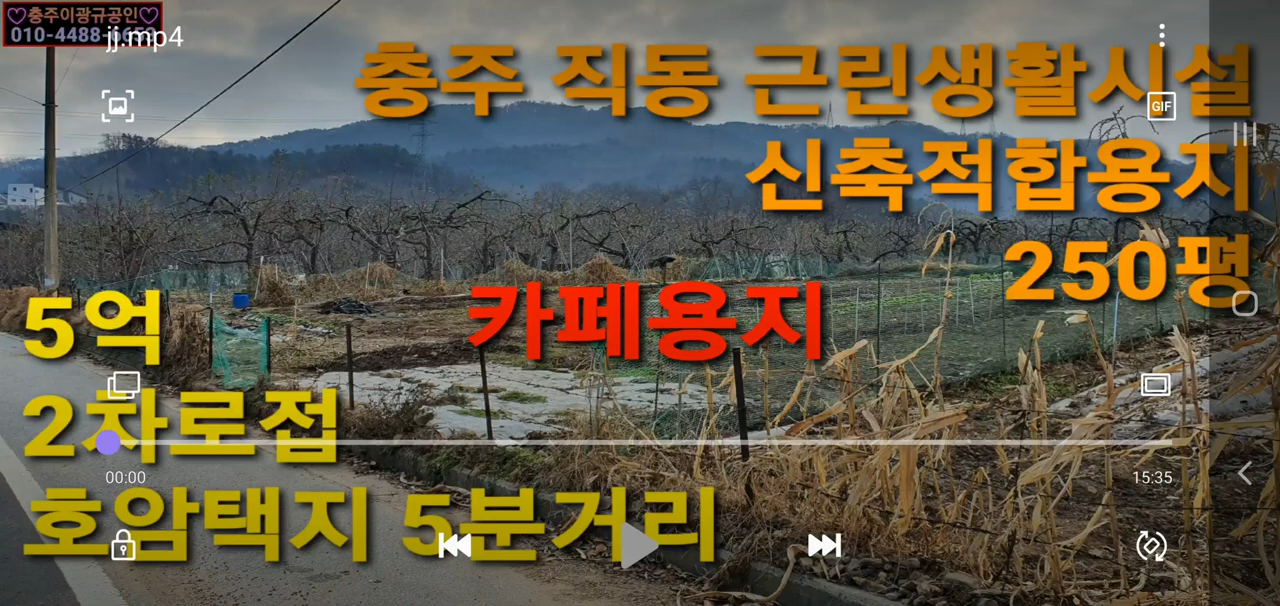 ♡충주이광규공인♡
010-4488-
jj.mp4
충주 직동 근린생활시설
GIF
신축적합용지
250평
카페용지
5억
2차로접
00:00
15:35
호암택지 5분거리